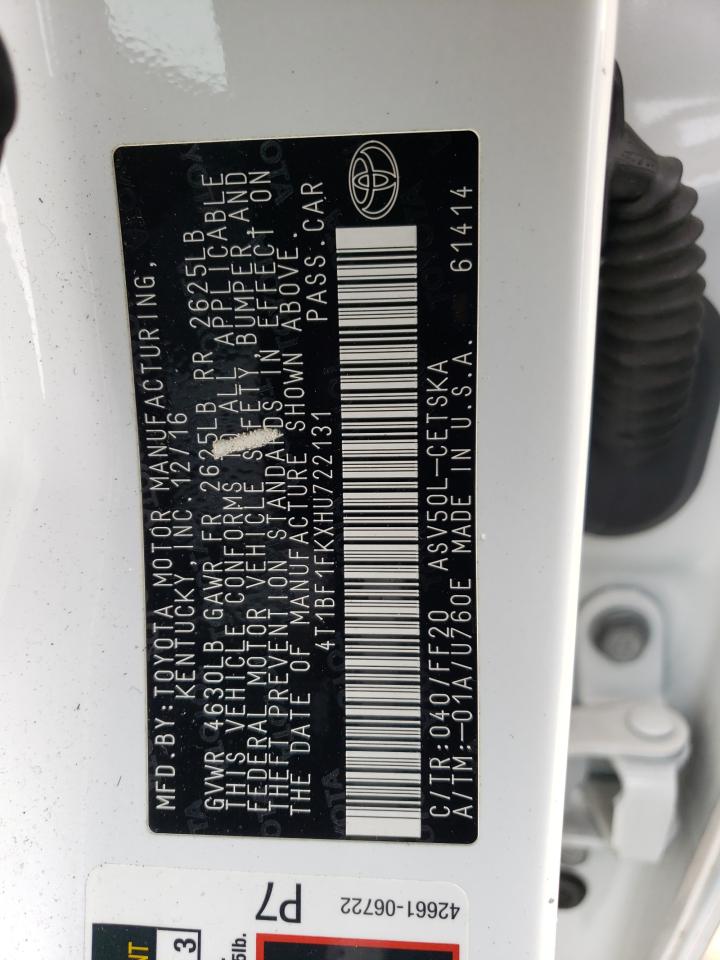 MFD.BY:TOYOTA MOTOR MANUFACTURING,
KENTUCKY,INC.12/16
GVWR 4630LB GAWR FR 2625LB RR 2625LB
THIS VEHICLE CONFORMS TO ALL APPLICABLE
FEDERAL MOTOR VEHICLE SAFETY,BUMPER,AND
THEFT PREVENTION STANDARDS IN EFFECT ON
THE DATE OF MANUFACTURE SHOWN ABOVE.
4T1BF1FKXHU722131 PASS.CAR
C/TR:040/FF20 ASV50L-CETSKA
A/TM:-01A/U760E MADE IN U.S.A. 61414
P7
42661-06722
3